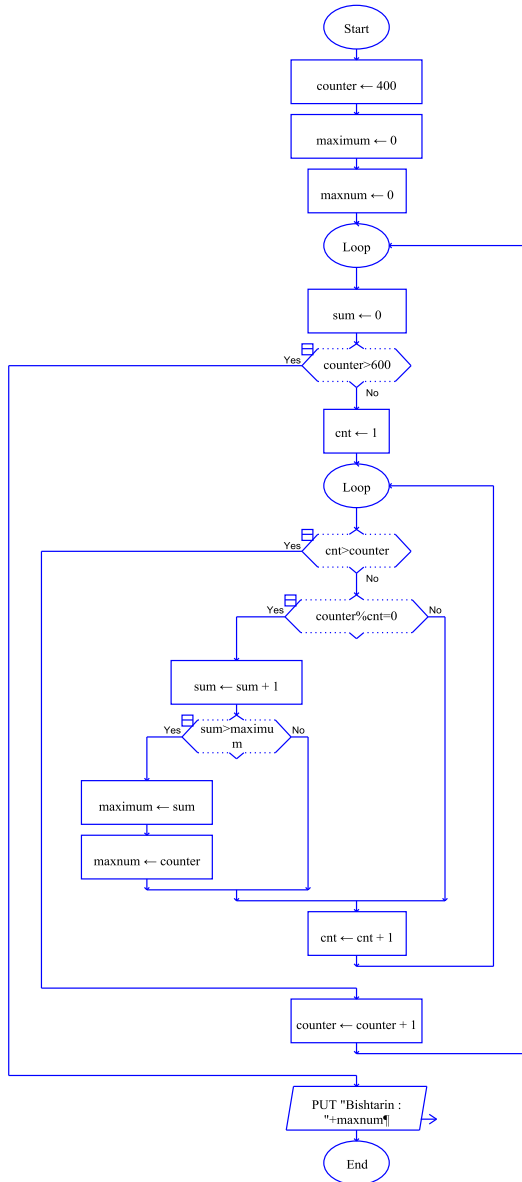 Start
counter ← 400
maximum ← 0
maxnum ← 0
Loop
sum ← 0
Yes
counter>600
No
cnt ← 1
Loop
Yes
cnt>counter
No
Yes
counter%cnt=0
No
sum ← sum + 1
Yes
sum>maximu
m
No
maximum ← sum
maxnum ← counter
cnt ← cnt + 1
counter ← counter + 1
PUT "Bishtarin :
"+maxnum¶
End